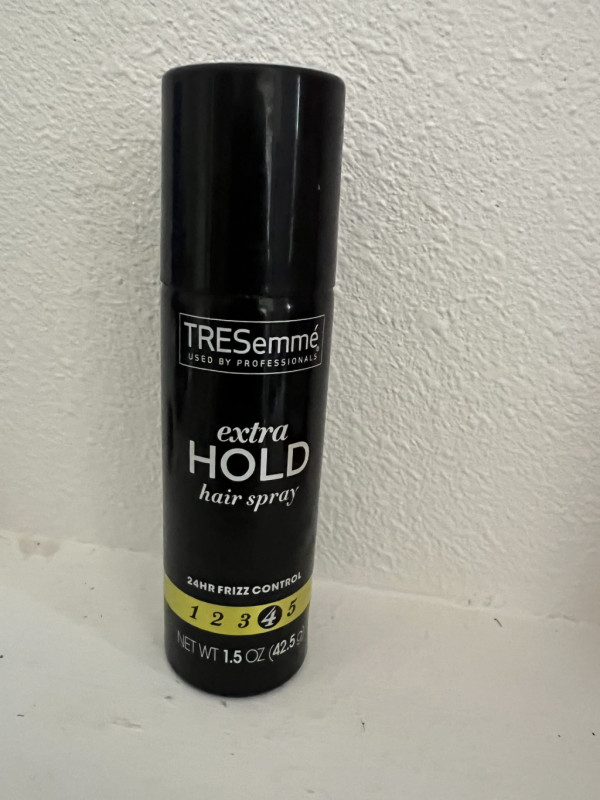 TRESemmé
USED BY PROFESSIONALS
extra
HOLD
hair spray
24HR FRIZZ CONTROL
1 2 3 4 5
NET WT 1.5 OZ (42.5 g)